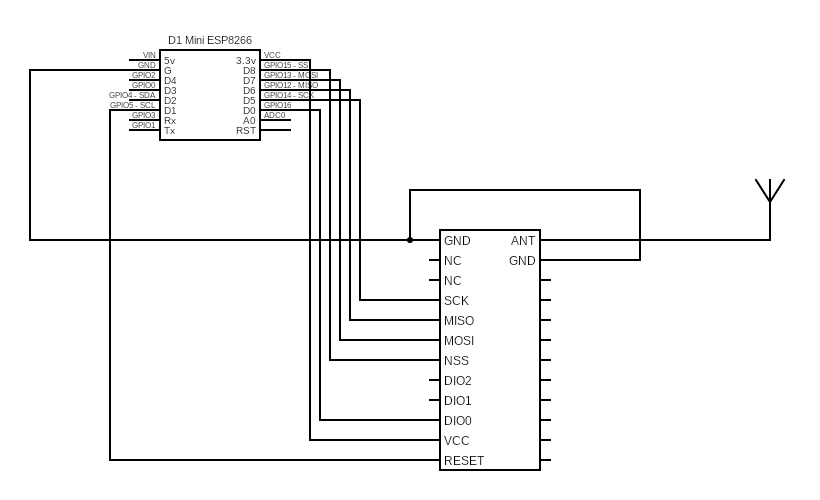 D1 Mini ESP8266
VIN 5v 3.3v VCC
GND G D8 GPIO15 - SS
GPIO2 D4 D7 GPIO13 - MOSI
GPIO0 D3 D6 GPIO12 - MISO
GPIO4 - SDA D2 D5 GPIO14 - SCK
GPIO5 - SCL D1 D0 GPIO16
GPIO3 Rx A0 ADC0
GPIO1 Tx RST
GND ANT
NC GND
NC
SCK
MISO
MOSI
NSS
DIO2
DIO1
DIO0
VCC
RESET